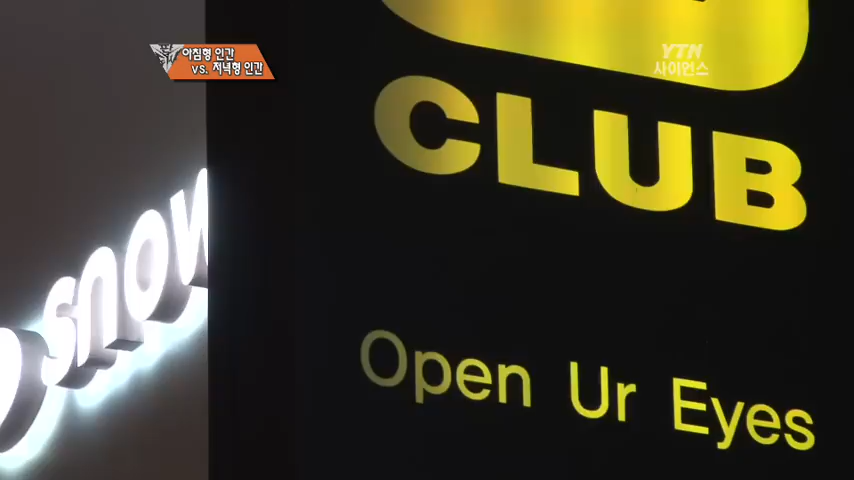 아침형 인간
vs. 저녁형 인간
YTN
사이언스
CLUB
snow
Open Ur Eyes